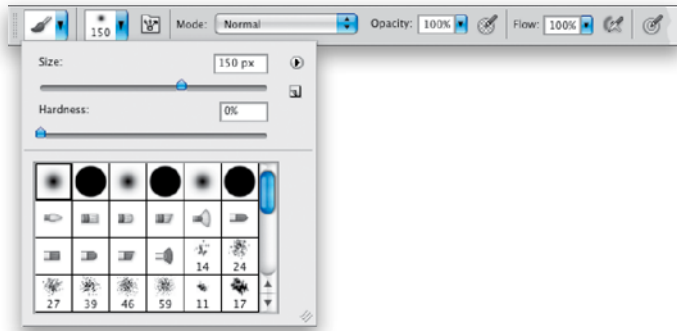 150 Mode: Normal Opacity: 100% Flow: 100%
Size: 150 px
Hardness: 0%
14 24
27 39 46 59 11 17